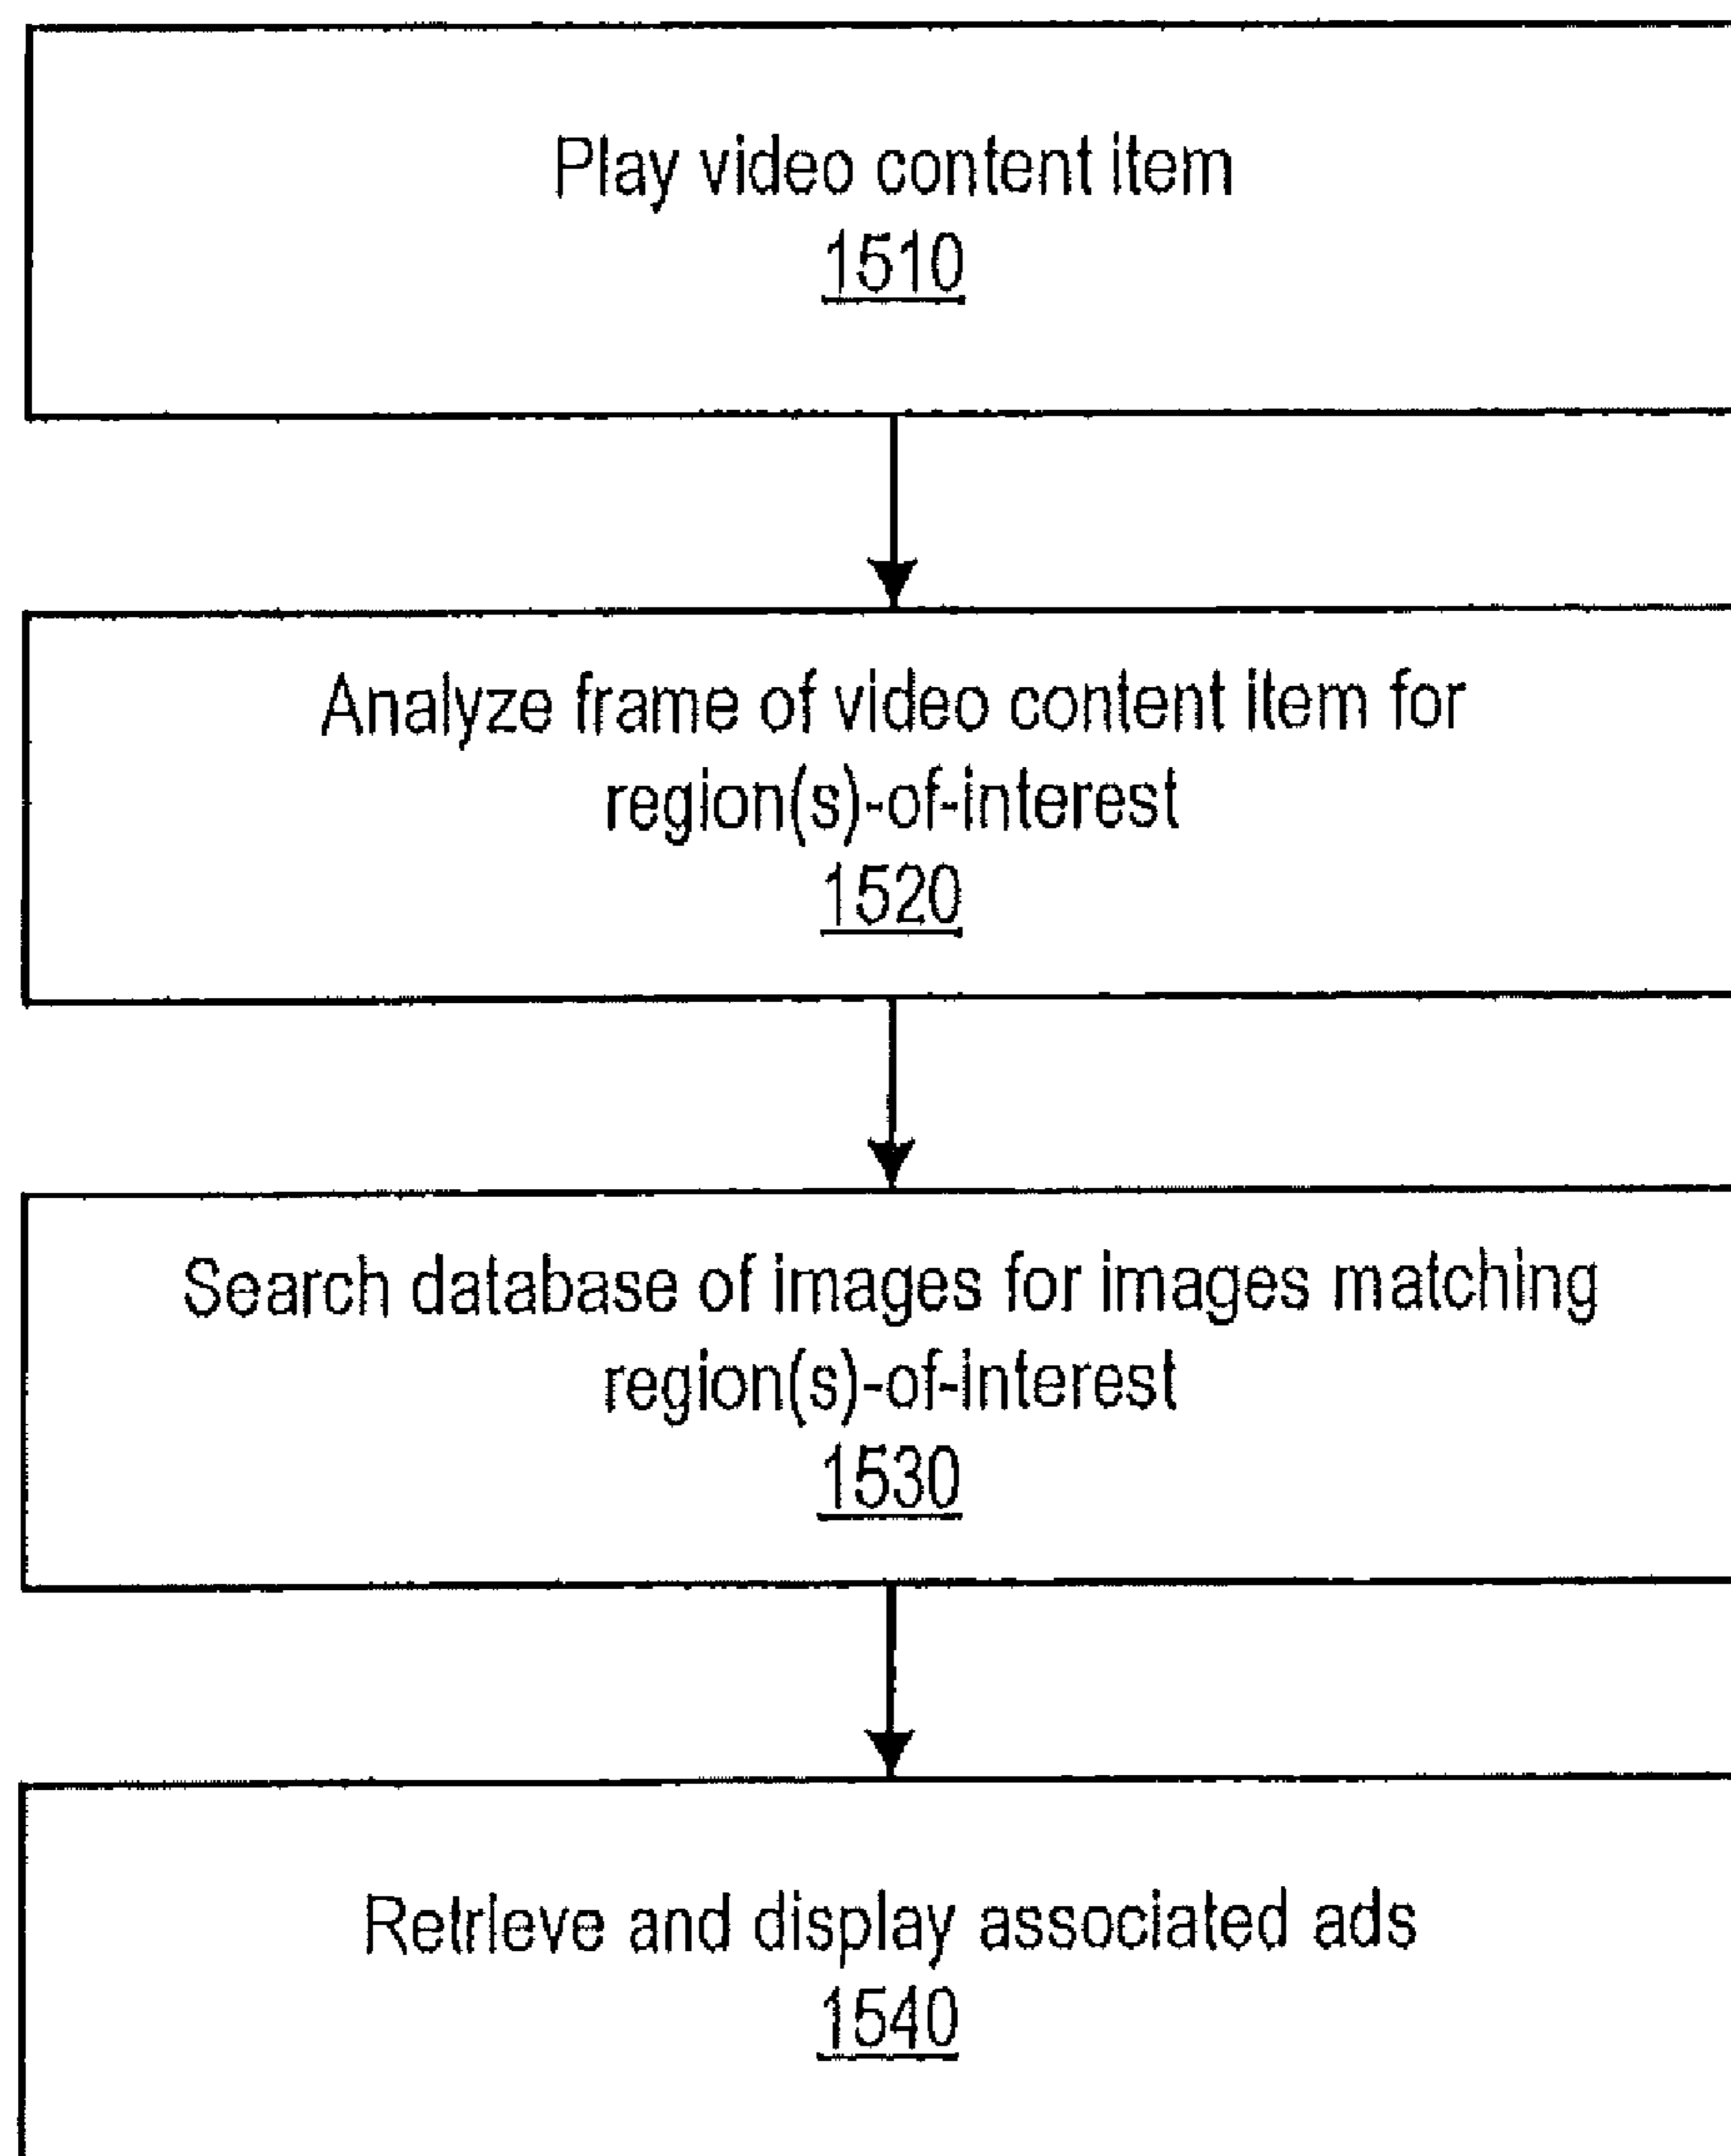 Play video content item
1510
Analyze frame of video content item for
region(s)-of-interest
1520
Search database of images for images matching
region(s)-of-interest
1530
Retrieve and display associated ads
1540